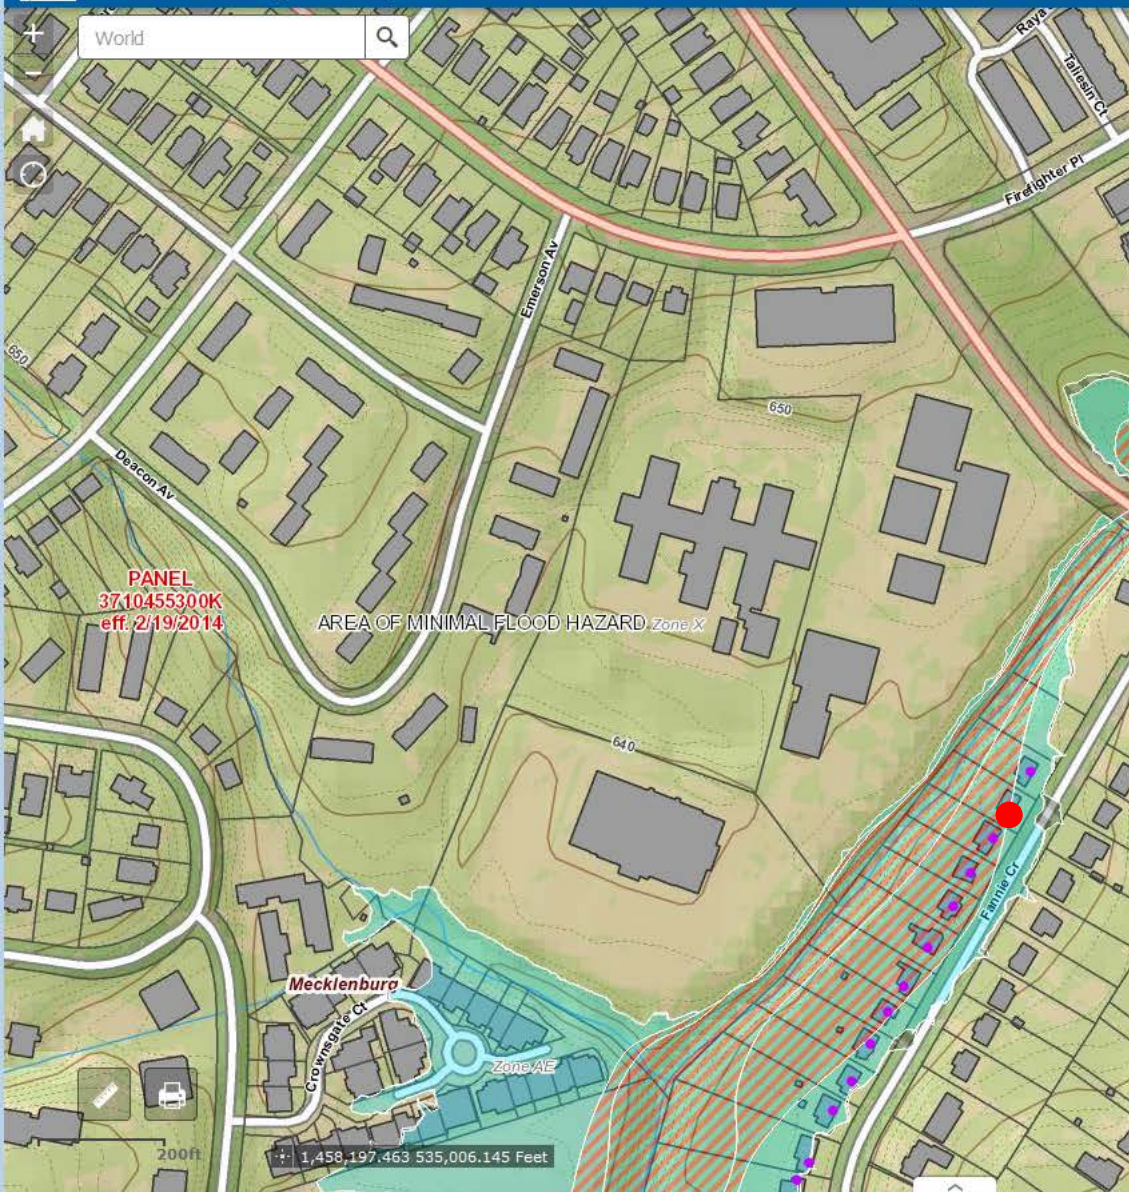 World
Raya
Taliesin Ct
Firefighter Pl
Emerson Av
650
650
Deacon Av
PANEL
3710455300K
eff. 2/19/2014
AREA OF MINIMAL FLOOD HAZARD Zone X
640
Fannie Cr
Mecklenburg
Crownsgate Ct
Zone AE
200ft
1,458,197.463 535,006.145 Feet